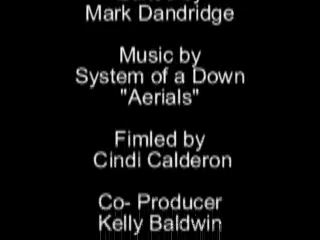 Mark Dandridge
Music by
System of a Down
"Aerials"
Fimled by
Cindi Calderon
Co- Producer
Kelly Baldwin